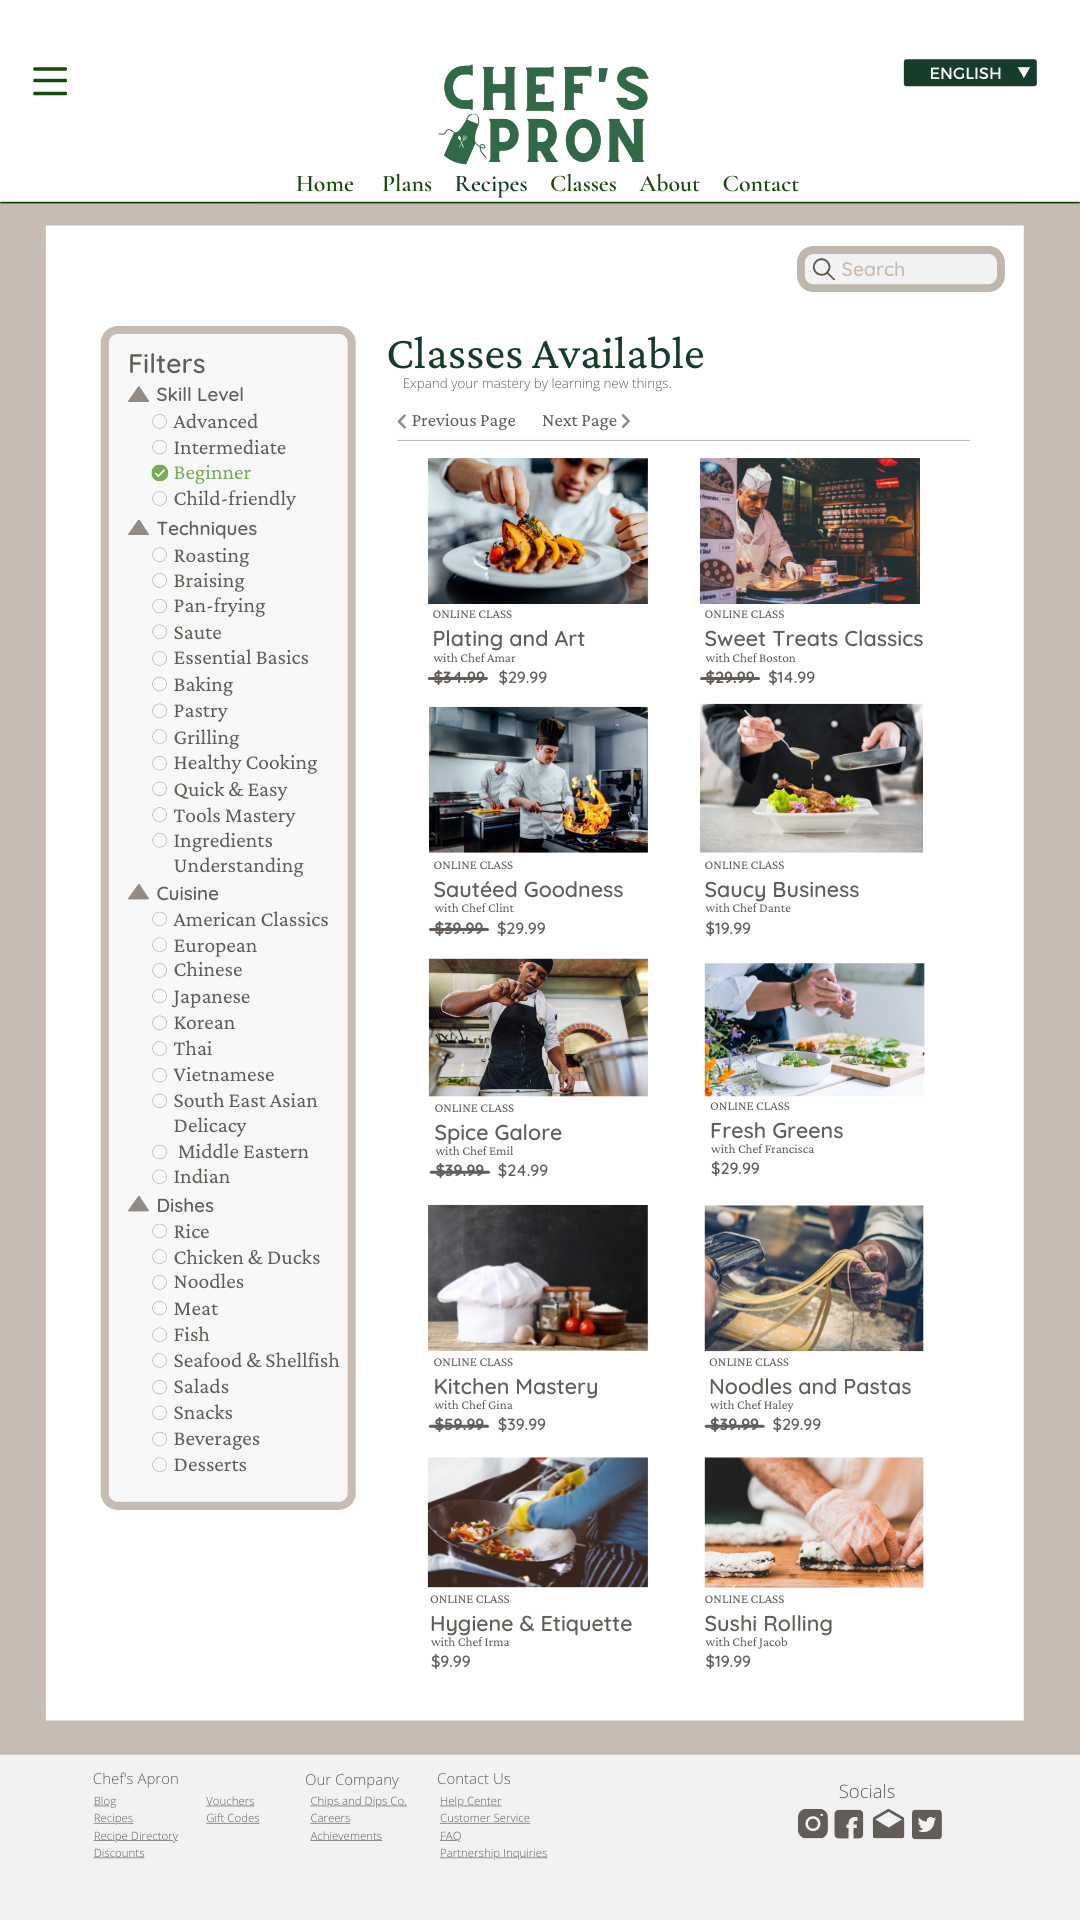 ENGLISH
CHEF'S
PRON
Home Plans Recipes Classes About Contact
Search
Filters
Skill Level
Advanced
Intermediate
Beginner
Child-friendly
Techniques
Roasting
Braising
Pan-frying
Saute
Essential Basics
Baking
Pastry
Grilling
Healthy Cooking
Quick & Easy
Tools Mastery
Ingredients
Understanding
Cuisine
American Classics
European
Chinese
Japanese
Korean
Thai
Vietnamese
South East Asian
Delicacy
Middle Eastern
Indian
Dishes
Rice
Chicken & Ducks
Noodles
Meat
Fish
Seafood & Shellfish
Salads
Snacks
Beverages
Desserts
Classes Available
Expand your mastery by learning new things.
Previous Page Next Page
ONLINE CLASS
Plating and Art
with Chef Amar
$34.99 $29.99
ONLINE CLASS
Sweet Treats Classics
with Chef Boston
$29.99 $14.99
ONLINE CLASS
Sautéed Goodness
with Chef Clint
$39.99 $29.99
ONLINE CLASS
Saucy Business
with Chef Dante
$19.99
ONLINE CLASS
Spice Galore
with Chef Emil
$39.99 $24.99
ONLINE CLASS
Fresh Greens
with Chef Francisca
$29.99
ONLINE CLASS
Kitchen Mastery
with Chef Gina
$59.99 $39.99
ONLINE CLASS
Noodles and Pastas
with Chef Haley
$39.99 $29.99
ONLINE CLASS
Hygiene & Etiquette
with Chef Irma
$9.99
ONLINE CLASS
Sushi Rolling
with Chef Jacob
$19.99
Chef's Apron
Blog
Recipes
Recipe Directory
Discounts
Vouchers
Gift Codes
Our Company
Chips and Dips Co.
Careers
Achievements
Contact Us
Help Center
Customer Service
FAQ
Partnership Inquiries
Socials